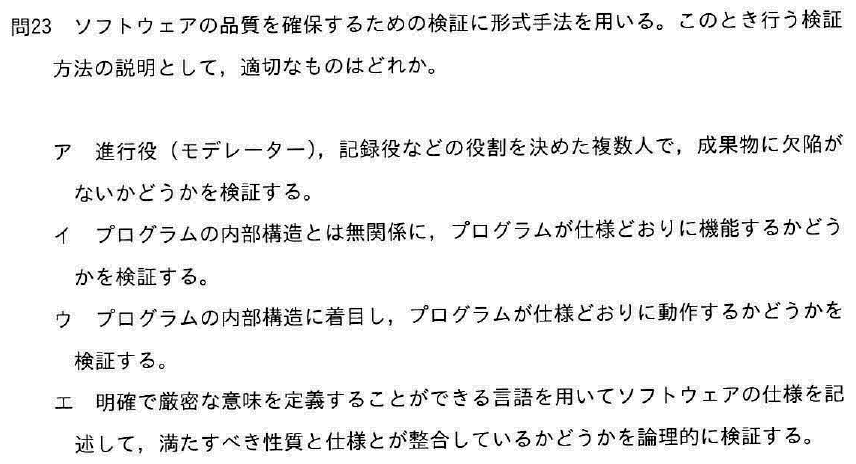 問23　ソフトウェアの品質を確保するための検証に形式手法を用いる。このとき行う検証
方法の説明として，適切なものはどれか。
ア　進行役（モデレーター），記録役などの役割を決めた複数人で，成果物に欠陥が
ないかどうかを検証する。
イ　プログラムの内部構造とは無関係に，プログラムが仕様どおりに機能するかどう
かを検証する。
ウ　プログラムの内部構造に着目し，プログラムが仕様どおりに動作するかどうかを
検証する。
エ　明確で厳密な意味を定義することができる言語を用いてソフトウェアの仕様を記
述して，満たすべき性質と仕様とが整合しているかどうかを論理的に検証する。